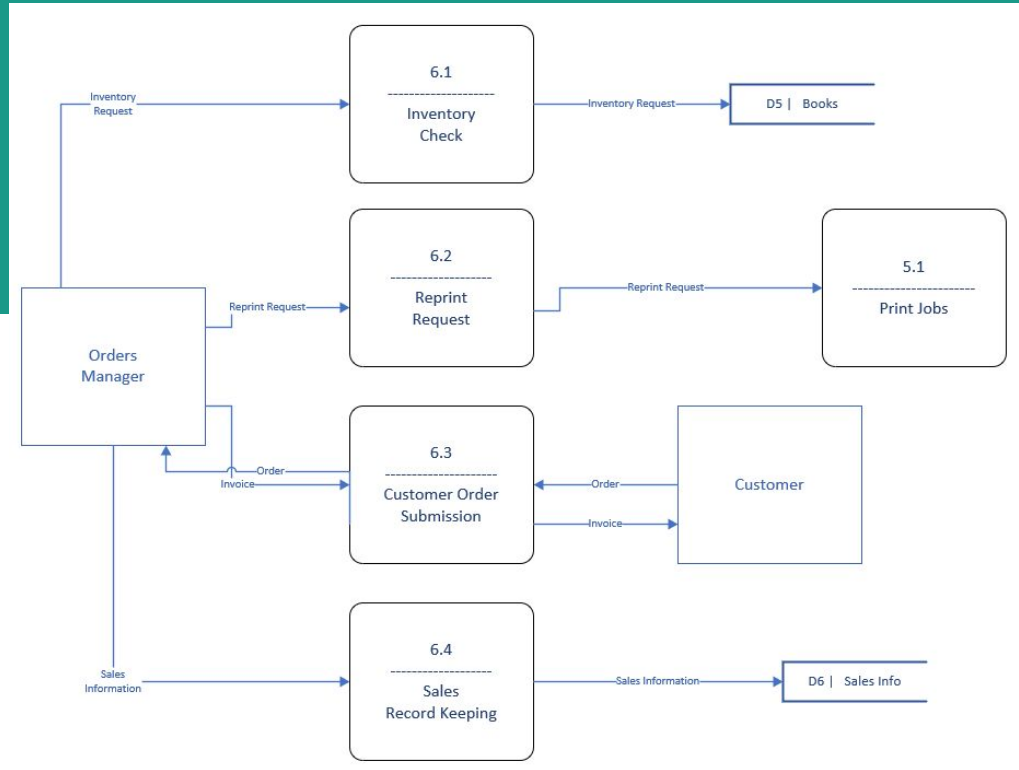 6.1
Inventory
Check
Inventory
Request
Inventory Request
D5 | Books
6.2
Reprint
Request
Reprint Request
Reprint Request
5.1
Print Jobs
Orders
Manager
6.3
Customer Order
Submission
Order
Invoice
Order
Invoice
Customer
6.4
Sales
Record Keeping
Sales
Information
Sales Information
D6 | Sales Info